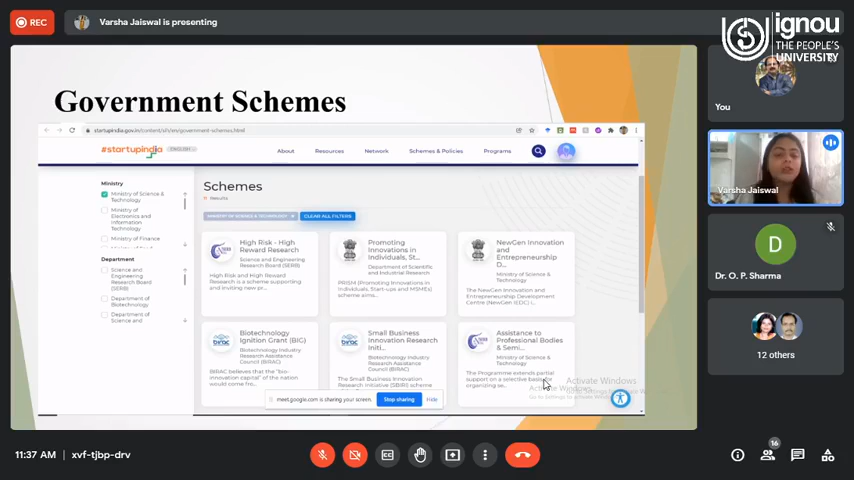 REC
Varsha Jaiswal is presenting
ignou
THE PEOPLE'S
UNIVERSITY
Government Schemes
startupindia.gov.in/content/sih/en/government-schemes.html
#startupindia
ENGLISH
About
Resources
Network
Schemes & Policies
Programs
Ministry
Ministry of Science &
Technology
Ministry of
Electronics and
Information
Technology
Ministry of Finance
Department
Science and
Engineering
Research Board
(SERB)
Department of
Biotechnology
Department of
Science and
Schemes
Results
MINISTRY OF SCIENCE & TECHNOLOGY
CLEAR ALL FILTERS
High Risk - High
Reward Research
Science and Engineering
Research Board (SERB)
High Risk and High Reward
Research is a scheme supporting
and inviting new pr...
Promoting
Innovations in
Individuals, St...
Department of Scientific
and Industrial Research
PRISM (Promoting Innovations in
Individuals, Start-ups and MSMEs)
scheme aims...
NewGen Innovation
and
Entrepreneurship
D...
Ministry of Science &
Technology
The NewGen Innovation and
Entrepreneurship Development
Centre (NewGen IEDC) i...
Biotechnology
Ignition Grant (BIG)
Biotechnology Industry
Research Assistance
Council (BIRAC)
BIRAC believes that the "bio-
innovation capital" of the nation
would come fro...
birac
Small Business
Innovation Research
Initi...
Biotechnology Industry
Research Assistance
Council (BIRAC)
The Small Business Innovation
Research Initiative (SBIRI) scheme
birac
Assistance to
Professional Bodies
& Semi...
Ministry of Science &
Technology
The Programme extends partial
support on a selective basis
organizing se...
meet.google.com is sharing your screen.
Stop sharing
Hide
Activate Windows
You
Varsha Jaiswal
D
Dr. O. P. Sharma
12 others
11:37 AM
xvf-tjbp-drv
CC
16